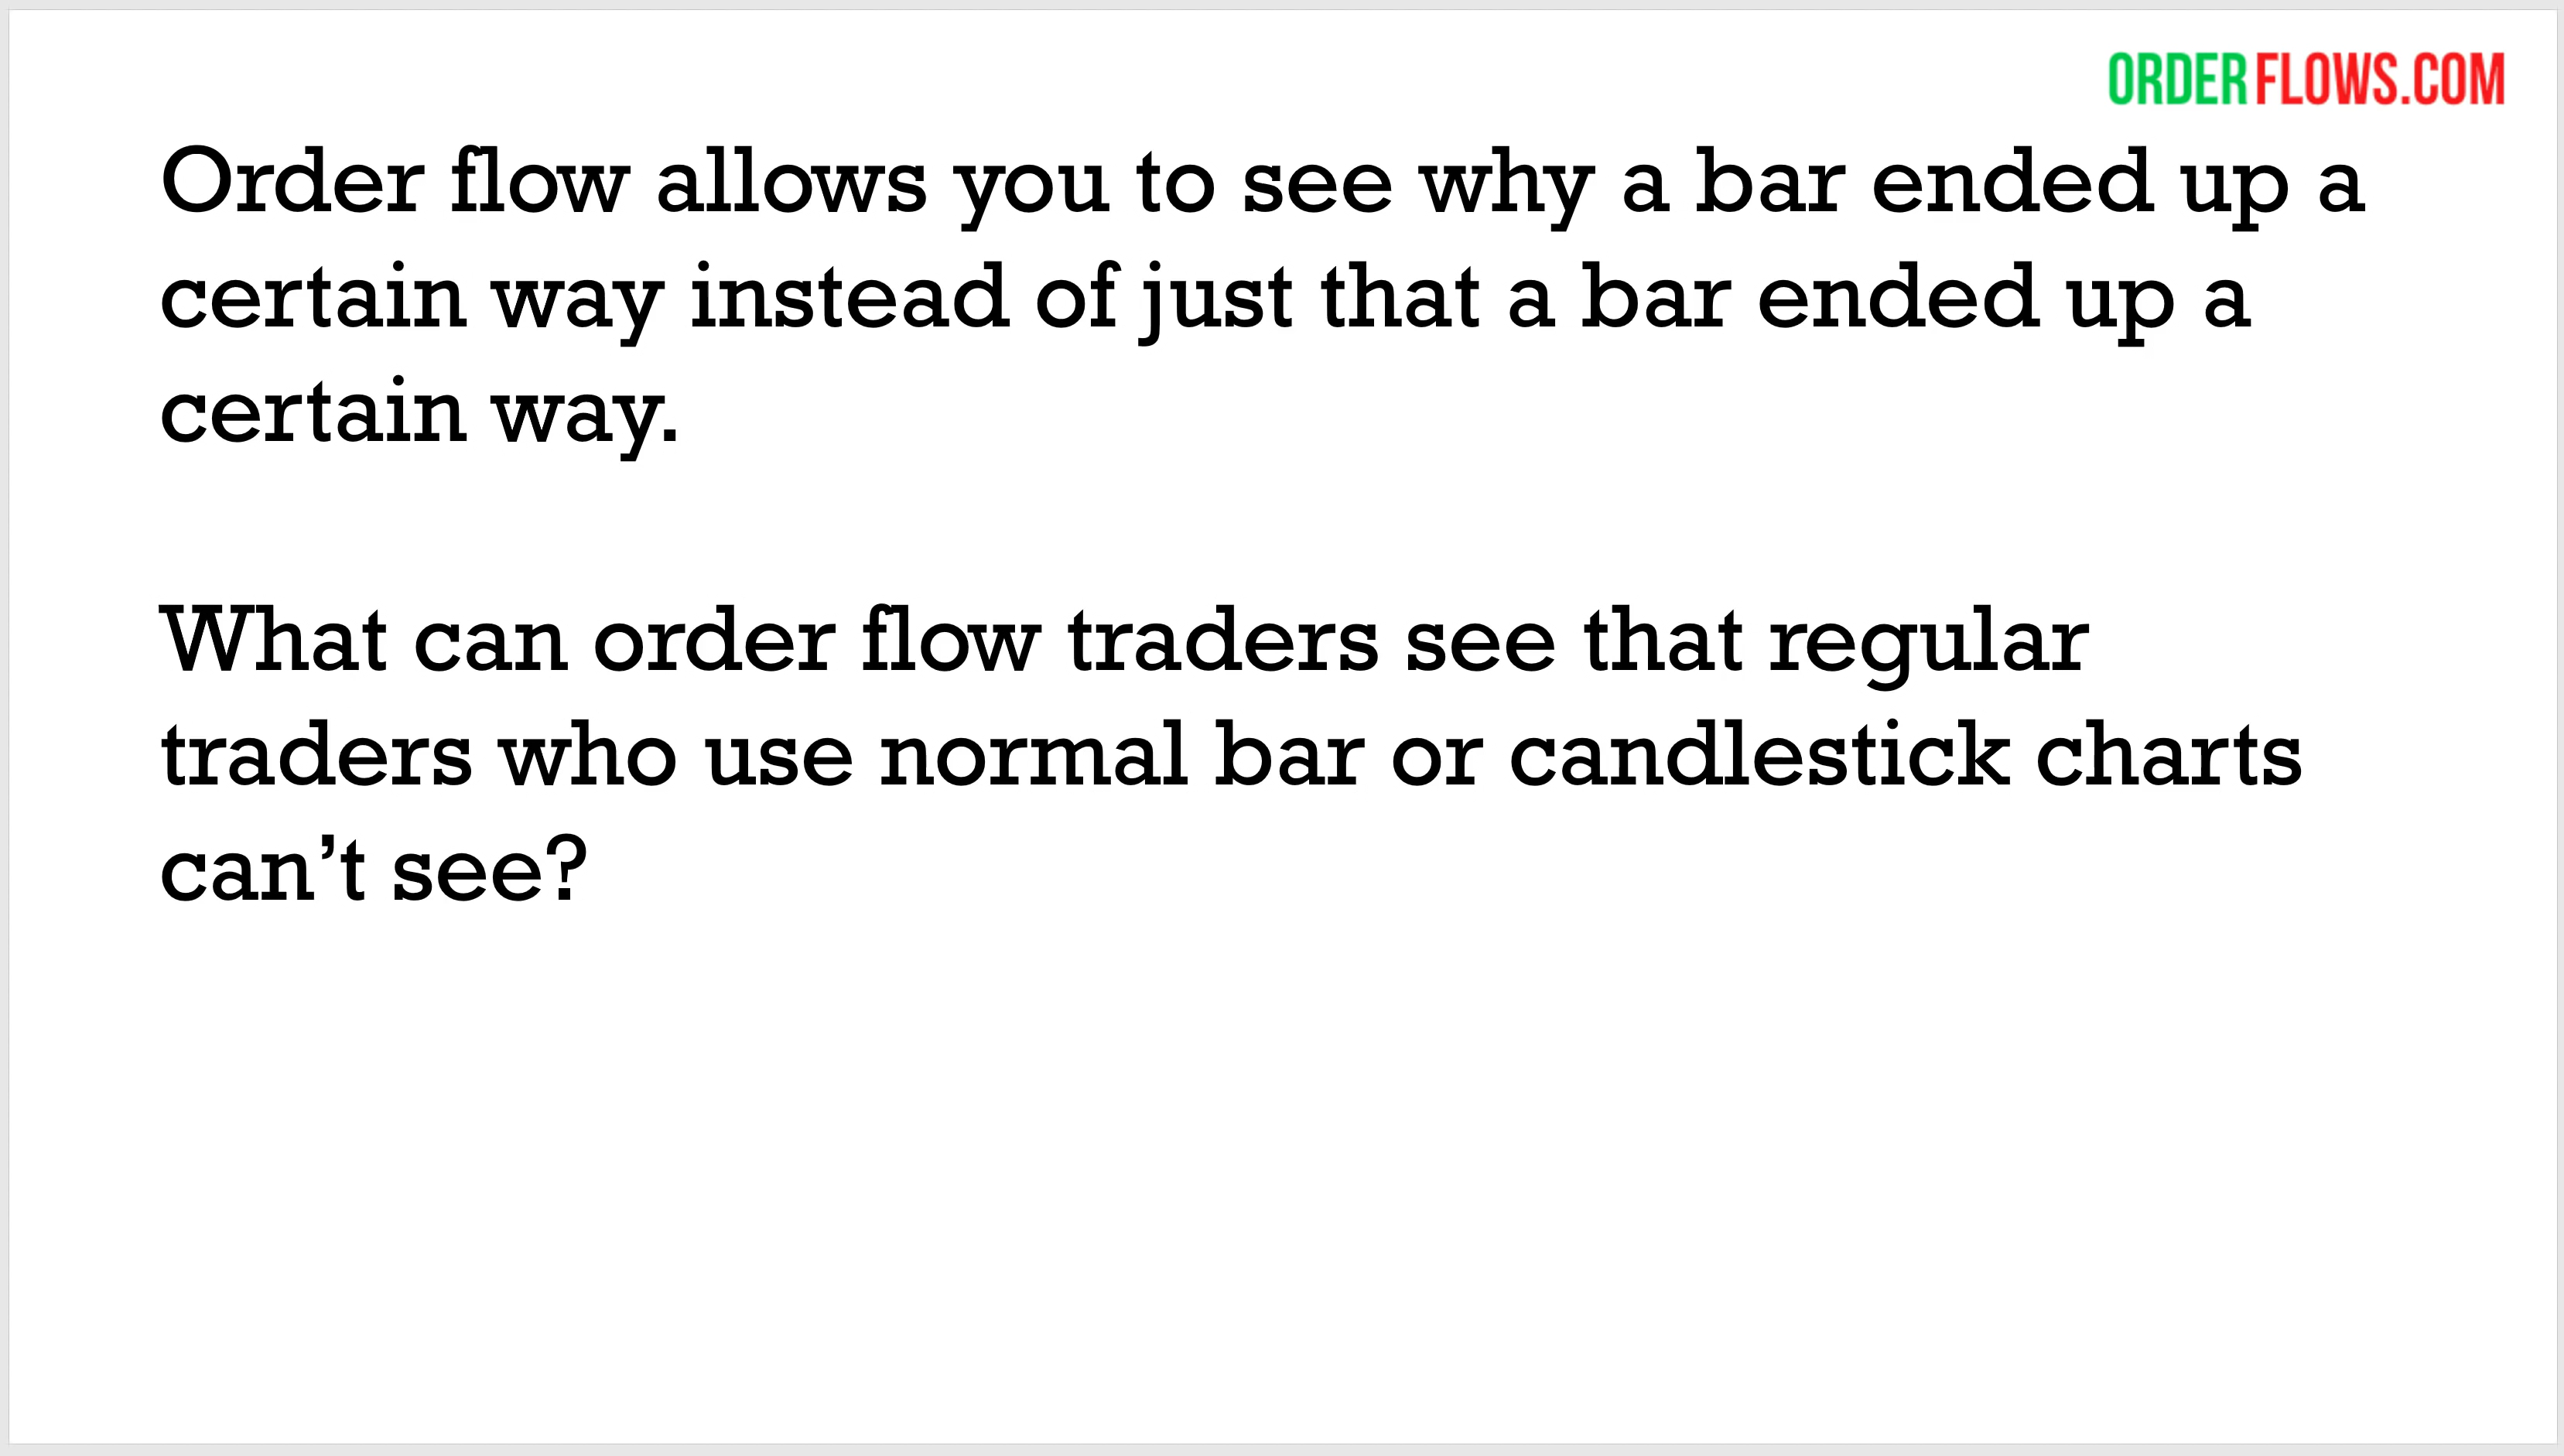 ORDERFLOWS.COM
Order flow allows you to see why a bar ended up a
certain way instead of just that a bar ended up a
certain way.
What can order flow traders see that regular
traders who use normal bar or candlestick charts
can’t see?